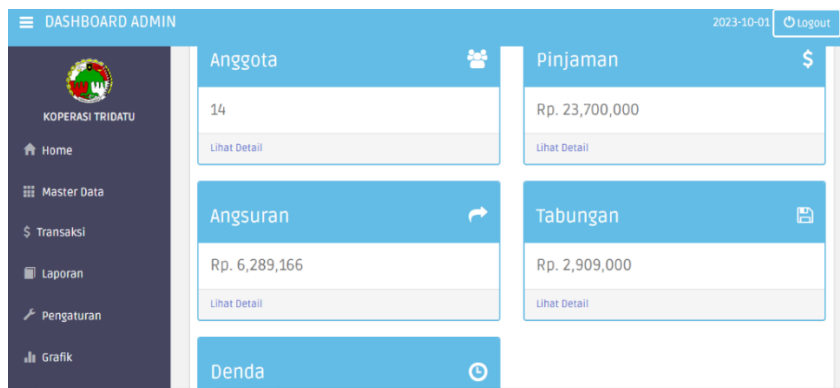 DASHBOARD ADMIN
2023-10-01
Logout
KOPERASI TRIDATU
Home
Master Data
Transaksi
Laporan
Pengaturan
Grafik
Anggota
14
Lihat Detail
Pinjaman
Rp. 23,700,000
Lihat Detail
Angsuran
Rp. 6,289,166
Lihat Detail
Tabungan
Rp. 2,909,000
Lihat Detail
Denda